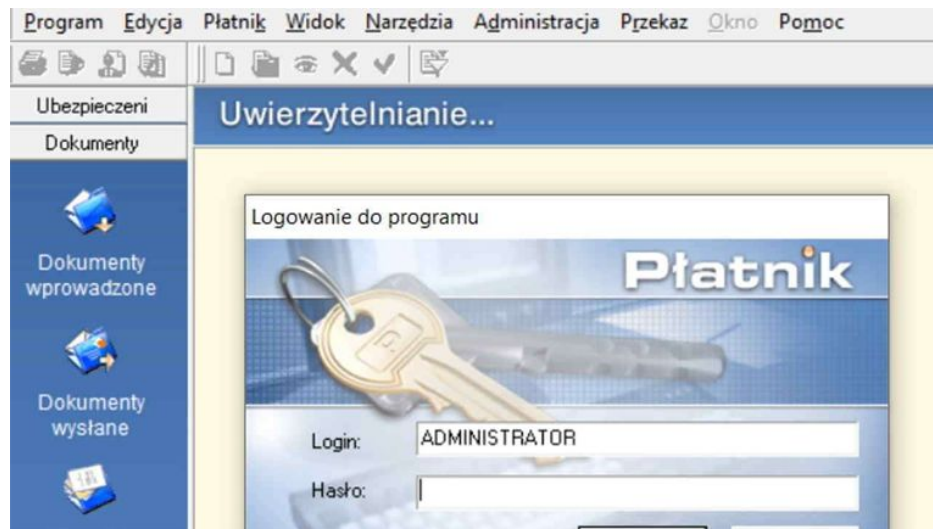 Program Edycja Płatnik Widok Narzędzia Administracja Przekaz Okno Pomoc
Ubezpieczeni
Dokumenty
Uwierzytelnianie...
Dokumenty
wprowadzone
Dokumenty
wysłane
Logowanie do programu
Płatnik
Login: ADMINISTRATOR
Hasło: